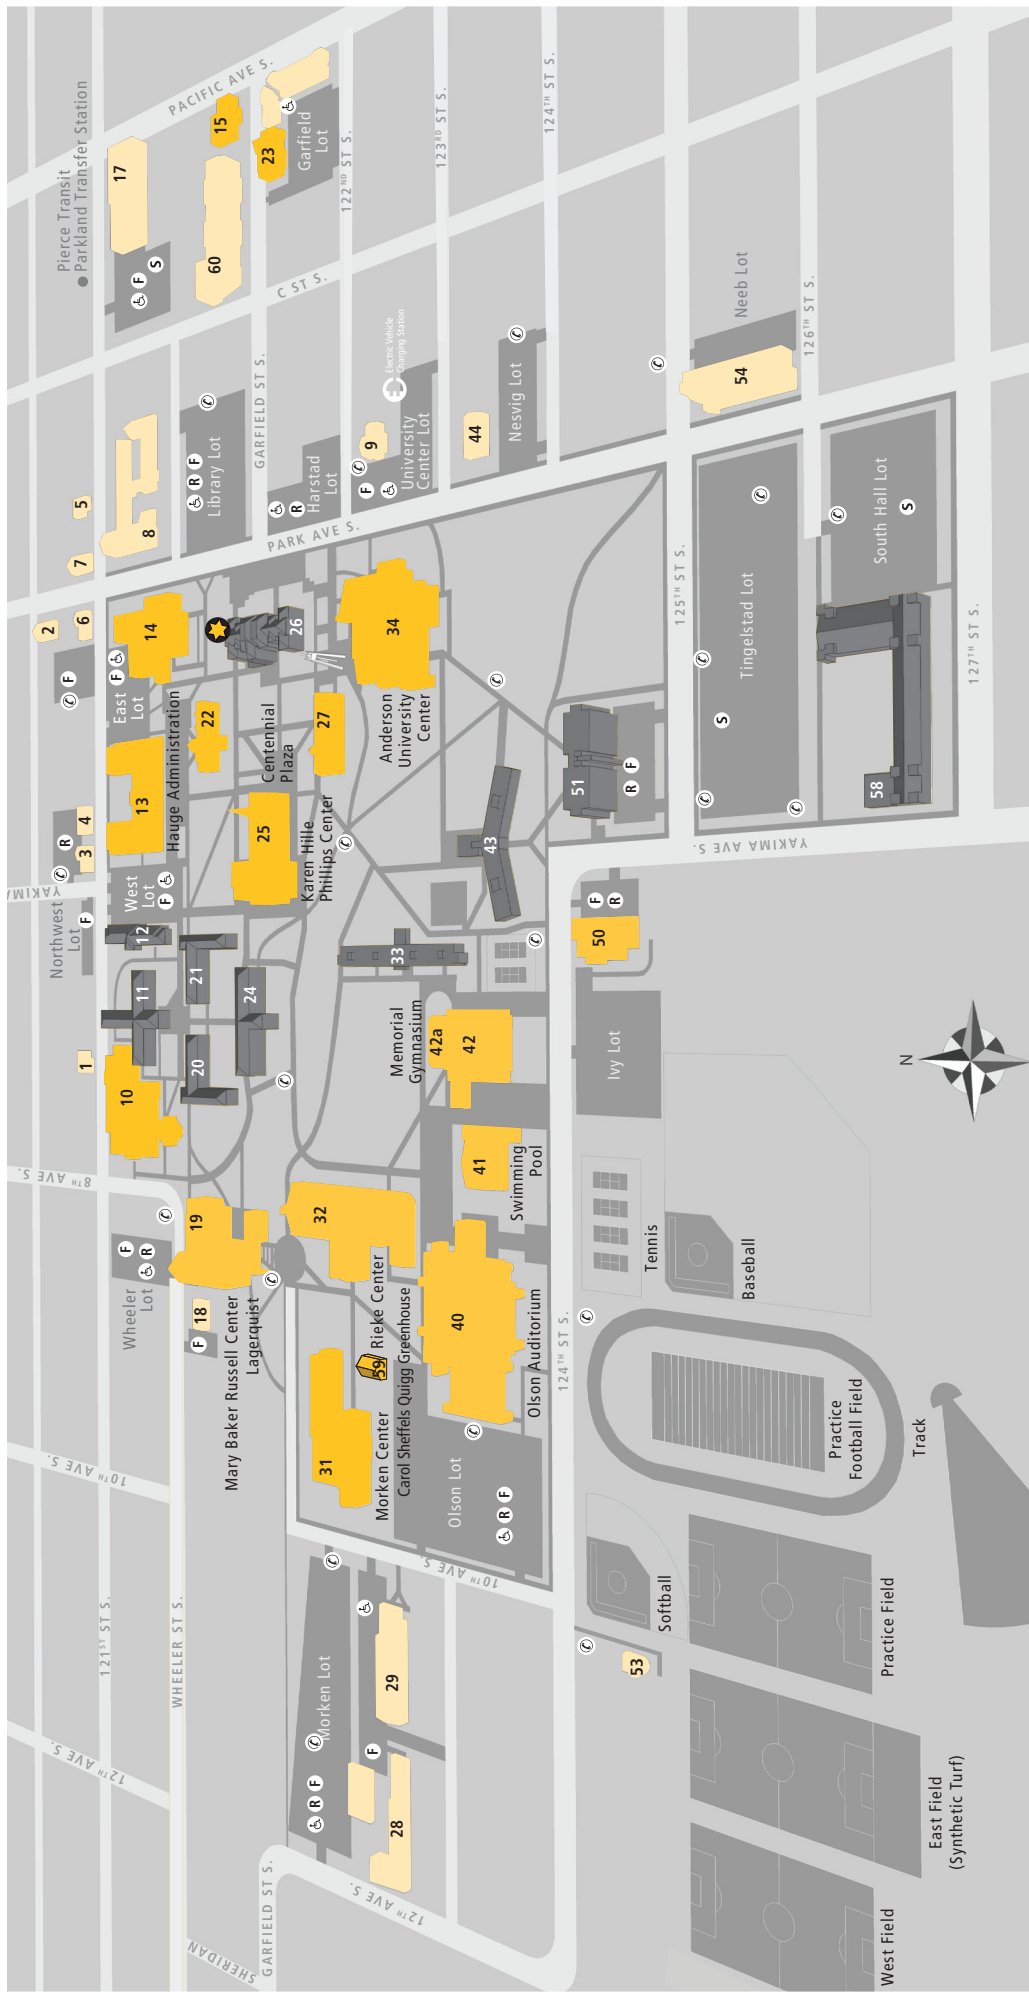 Pierce Transit
Parkland Transfer Station
PACIFIC AVE S.
17
15
60
23
Garfield
Lot
122ND ST S.
123RD ST S.
124TH ST S.
F
S
C ST S.
GARFIELD ST S.
Electric Vehicle
Charging Station
Neeb Lot
126TH ST S.
54
5
7
8
Library Lot
R F
Harstad
Lot
R
9
F
University
Center Lot
44
Nesvig Lot
PARK AVE S.
2
6
F
14
East
Lot
F
26
34
Anderson
University
Center
125TH ST S.
Tingelstad Lot
S
South Hall Lot
S
127TH ST S.
58
13
Hauge Administration
22
Centennial
Plaza
27
25
Karen Hille
Phillips Center
51
R F
43
YAKIMA AVE S.
4
3
R
YAKIMA
Northwest
Lot
F
West
Lot
F
12
11
21
24
20
33
50
F
R
1
10
Memorial
Gymnasium
42a
42
Ivy Lot
N
8TH AVE S.
41
Swimming
Pool
19
32
Wheeler
Lot
F
R
18
F
Mary Baker Russell Center
Lagerquist
Rieke Center
59
Carol Sheffels Quigg Greenhouse
40
Olson Auditorium
124TH ST S.
Tennis
Baseball
31
Morken Center
Olson Lot
R F
Practice
Football Field
Track
10TH AVE S.
10TH AVE S.
121ST ST S.
WHEELER ST S.
Morken Lot
R F
29
F
28
Softball
53
Practice Field
12TH AVE S.
12TH AVE S.
GARFIELD ST S.
SHERIDAN
East Field
(Synthetic Turf)
West Field